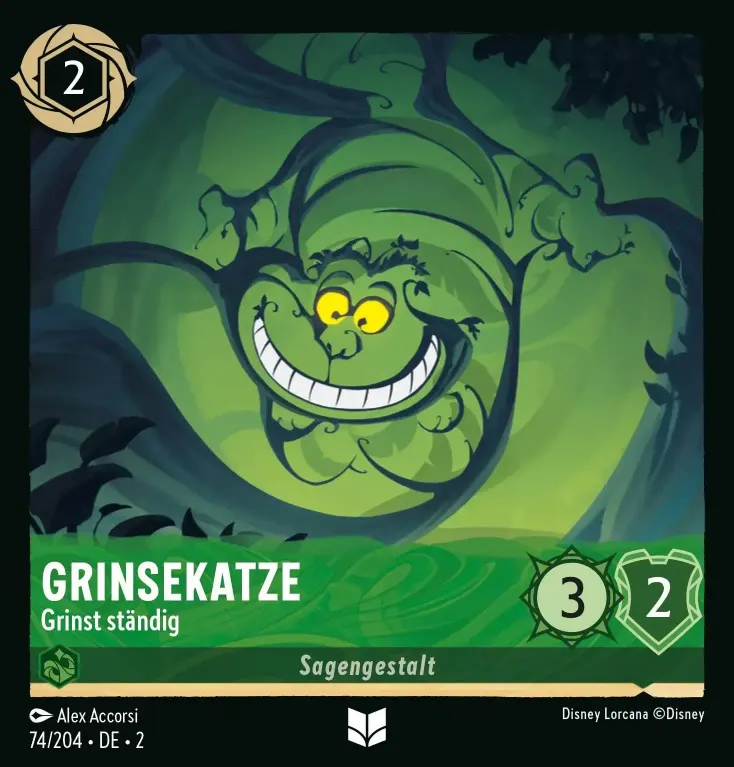 2
GRINSEKATZE
Grinst ständig
3
2
Sagengestalt
Alex Accorsi
Disney Lorcana ©Disney
74/204 • DE • 2